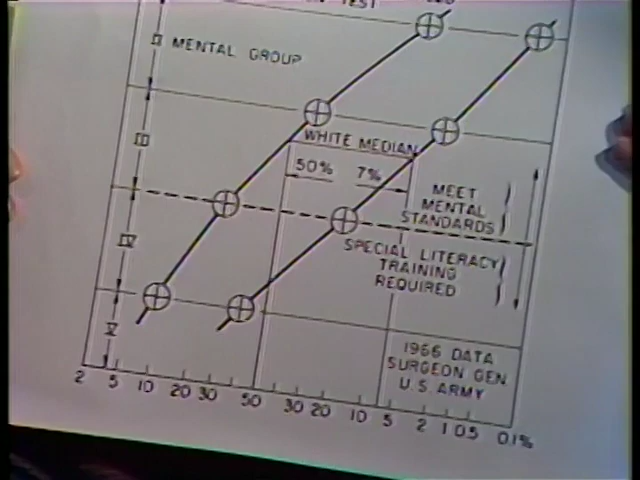 TEST
II MENTAL GROUP
III
WHITE MEDIAN
50% 7%
MEET
MENTAL
STANDARDS
IV
SPECIAL LITERACY
TRAINING
REQUIRED
V
1966 DATA
SURGEON GEN
U.S. ARMY
2 5 10 20 30 50 30 20 10 5 2 1 0.5 0.1%